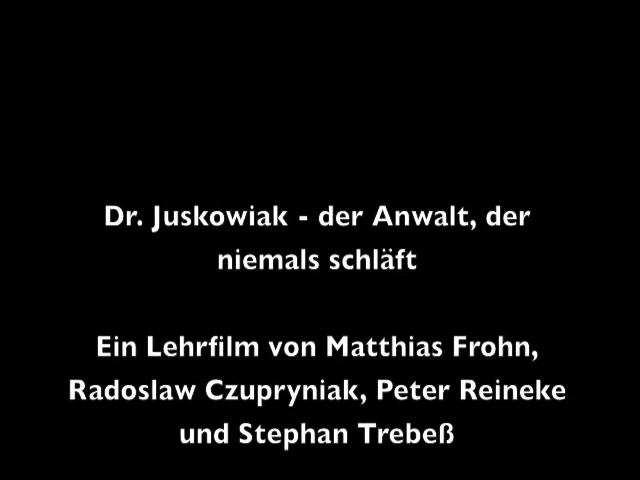 Dr. Juskowiak - der Anwalt, der
niemals schläft
Ein Lehrfilm von Matthias Frohn,
Radoslaw Czupryniak, Peter Reineke
und Stephan Trebeß